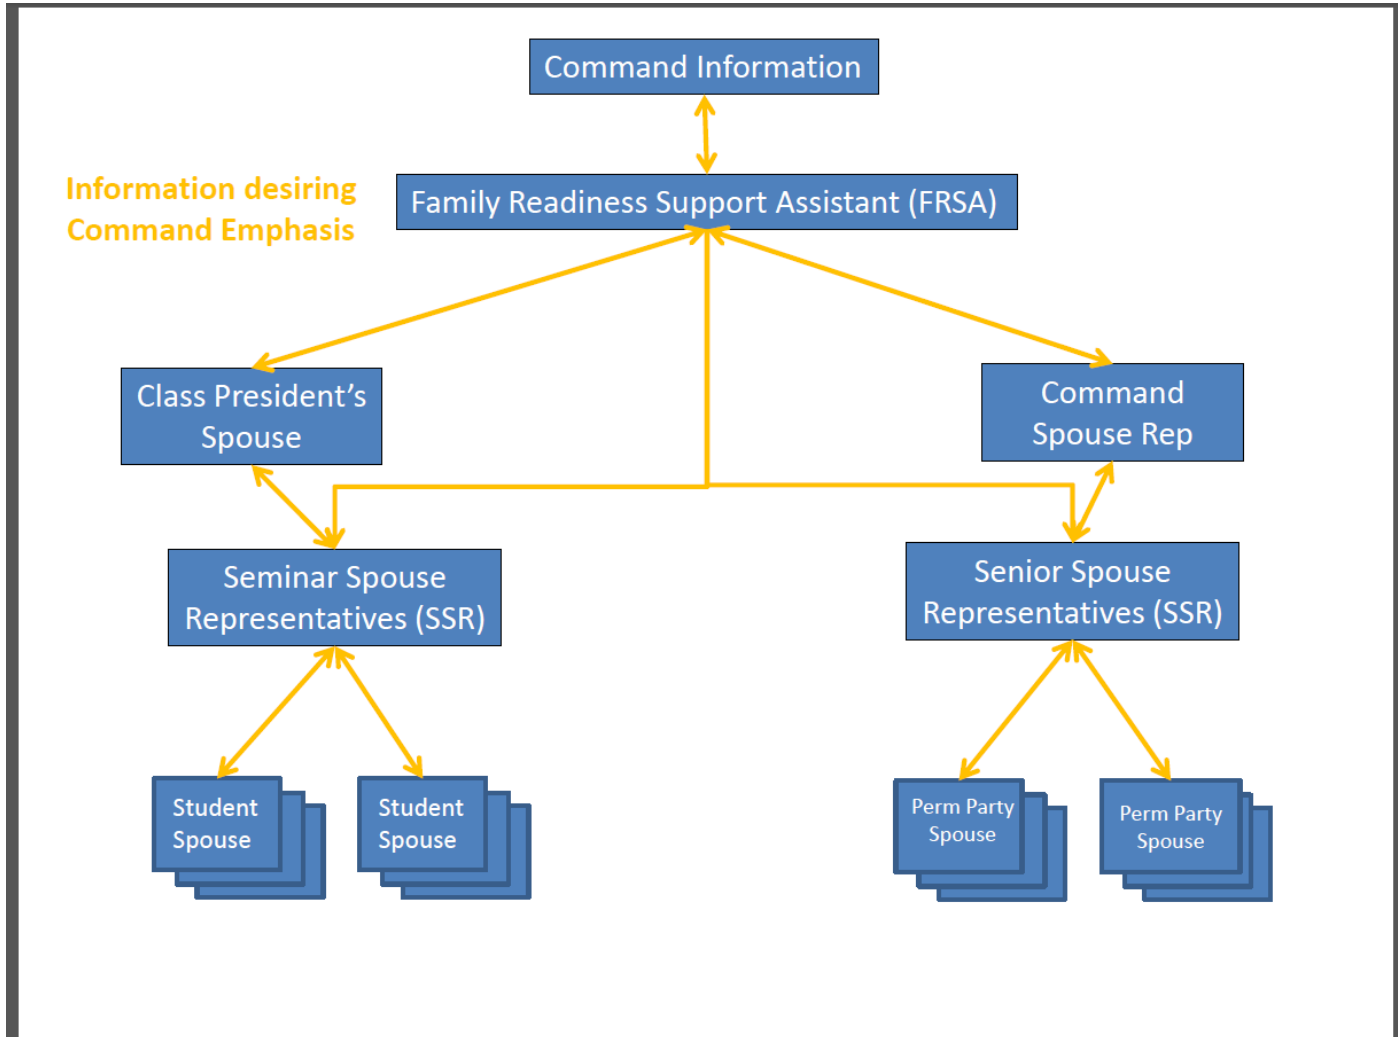 Command Information
Information desiring
Command Emphasis
Family Readiness Support Assistant (FRSA)
Class President’s
Spouse
Command
Spouse Rep
Seminar Spouse
Representatives (SSR)
Senior Spouse
Representatives (SSR)
Student
Spouse
Student
Spouse
Perm Party
Spouse
Perm Party
Spouse